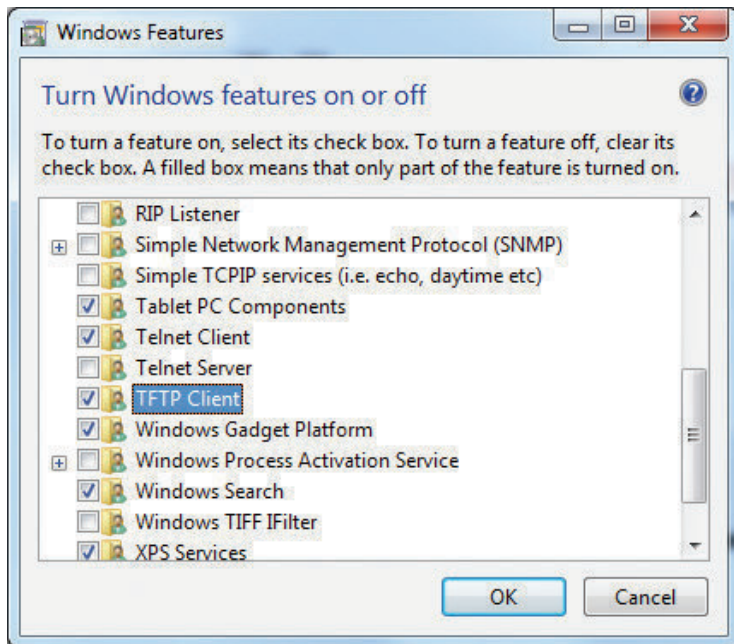 Windows Features
Turn Windows features on or off
To turn a feature on, select its check box. To turn a feature off, clear its
check box. A filled box means that only part of the feature is turned on.
RIP Listener
Simple Network Management Protocol (SNMP)
Simple TCPIP services (i.e. echo, daytime etc)
Tablet PC Components
Telnet Client
Telnet Server
TFTP Client
Windows Gadget Platform
Windows Process Activation Service
Windows Search
Windows TIFF IFilter
XPS Services
OK Cancel